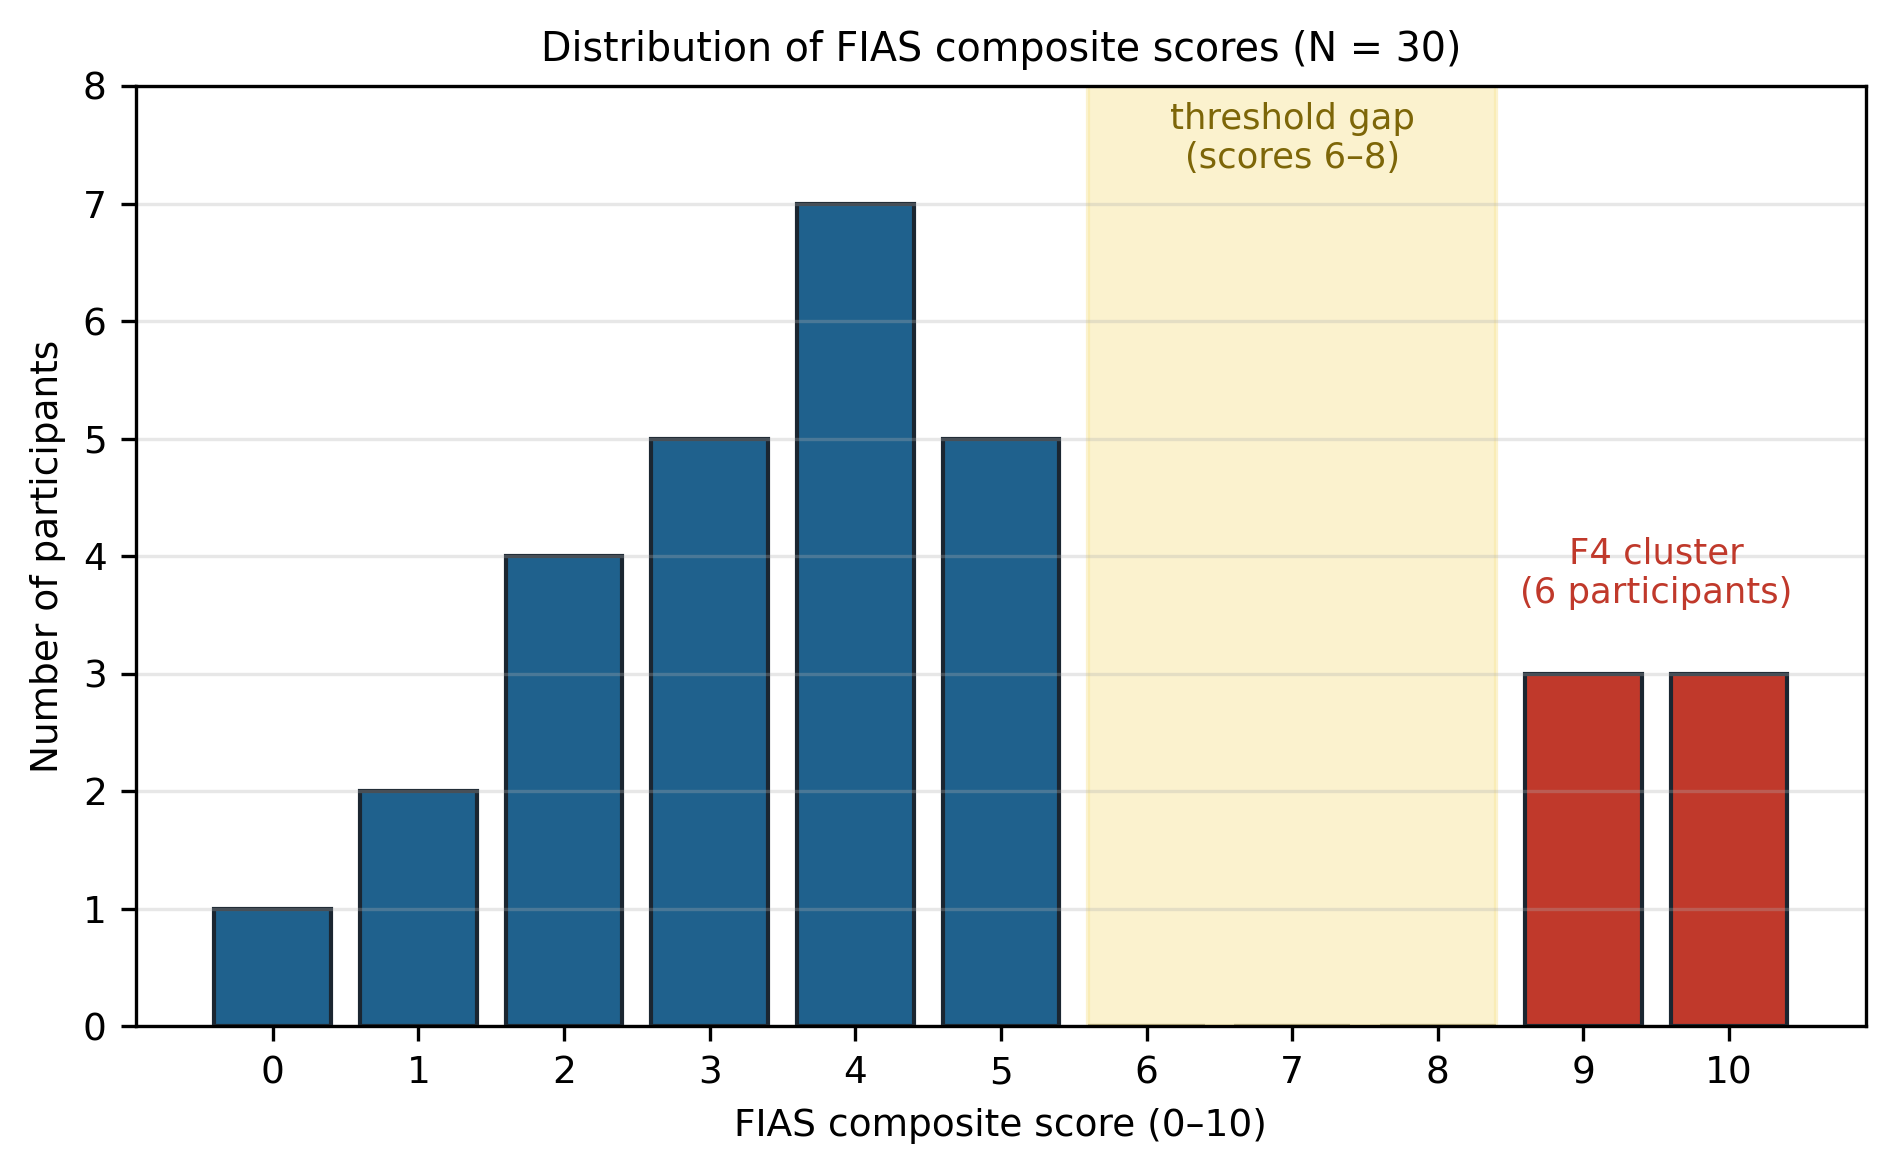 Distribution of FIAS composite scores (N = 30)
Number of participants
8
7
6
5
4
3
2
1
0
threshold gap
(scores 6–8)
F4 cluster
(6 participants)
0 1 2 3 4 5 6 7 8 9 10
FIAS composite score (0–10)